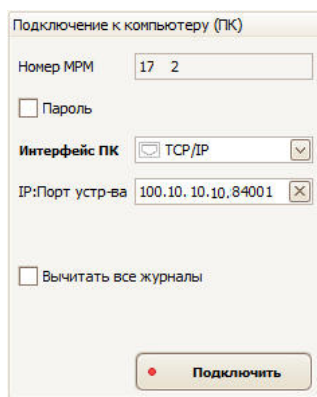 Подключение к компьютеру (ПК)
Номер МРМ 17 2
Пароль
Интерфейс ПК TCP/IP
IP:Порт устр-ва 100.10.10.10,84001
Вычитать все журналы
Подключить